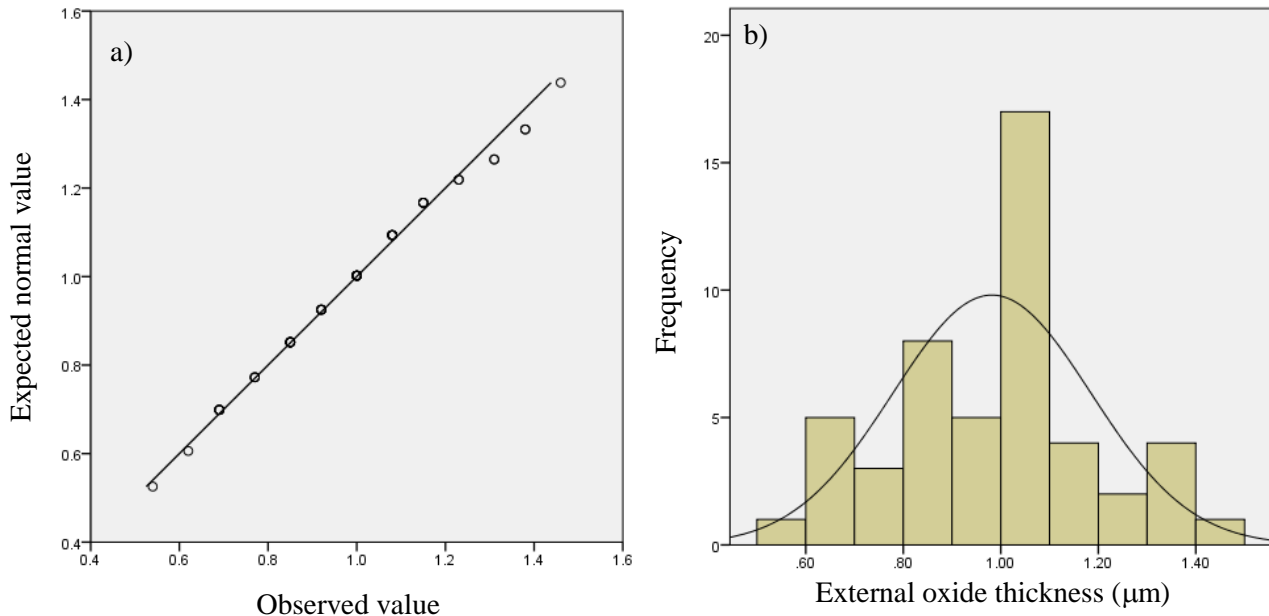 a)
Expected normal value
1.6
1.4
1.2
1.0
0.8
0.6
0.4
0.4 0.6 0.8 1.0 1.2 1.4 1.6
Observed value
b)
Frequency
20
15
10
5
0
.60 .80 1.00 1.20 1.40
External oxide thickness (μm)